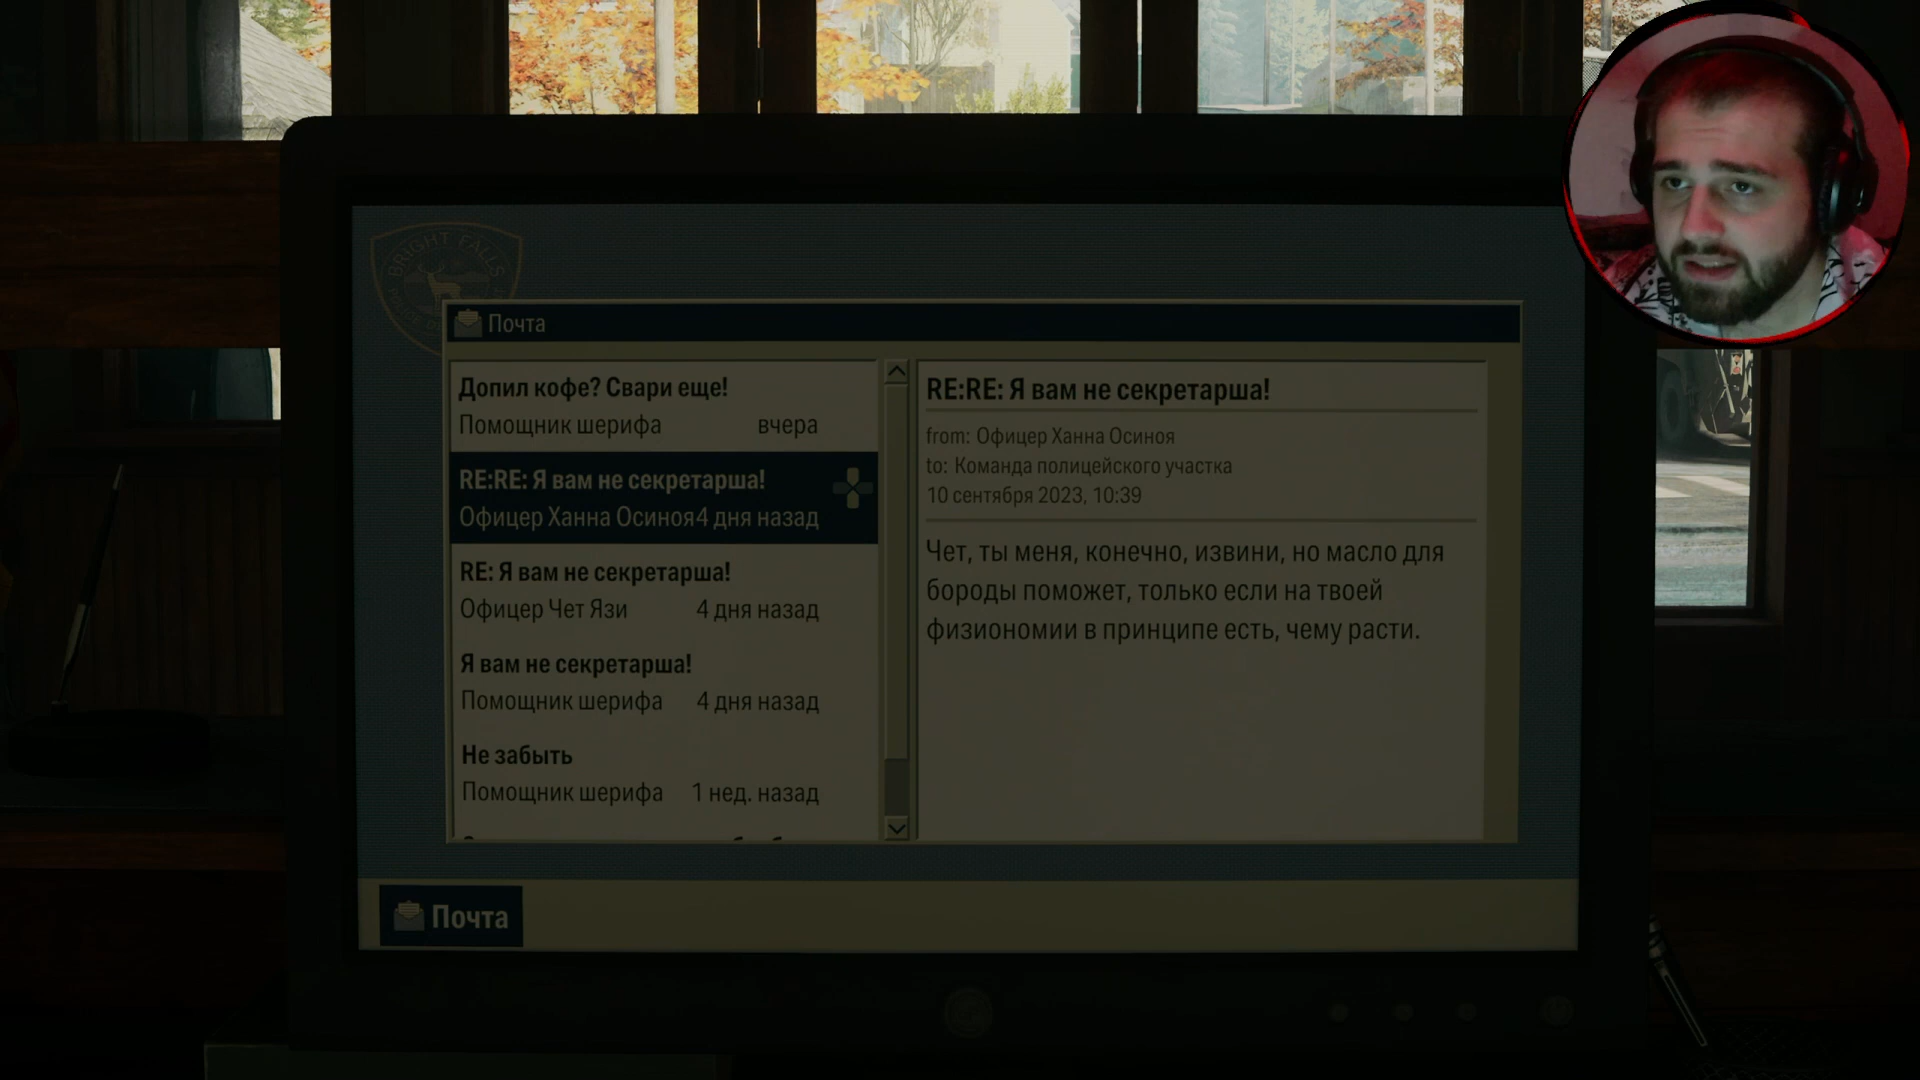 BRIGHT FALLS
Почта
Допил кофе? Свари еще!
Помощник шерифа вчера
RE:RE: Я вам не секретарша!
Офицер Ханна Осиноя 4 дня назад
RE: Я вам не секретарша!
Офицер Чет Язи 4 дня назад
Я вам не секретарша!
Помощник шерифа 4 дня назад
Не забыть
Помощник шерифа 1 нед. назад
RE:RE: Я вам не секретарша!
from: Офицер Ханна Осиноя
to: Команда полицейского участка
10 сентября 2023, 10:39
Чет, ты меня, конечно, извини, но масло для
бороды поможет, только если на твоей
физиономии в принципе есть, чему расти.
Почта